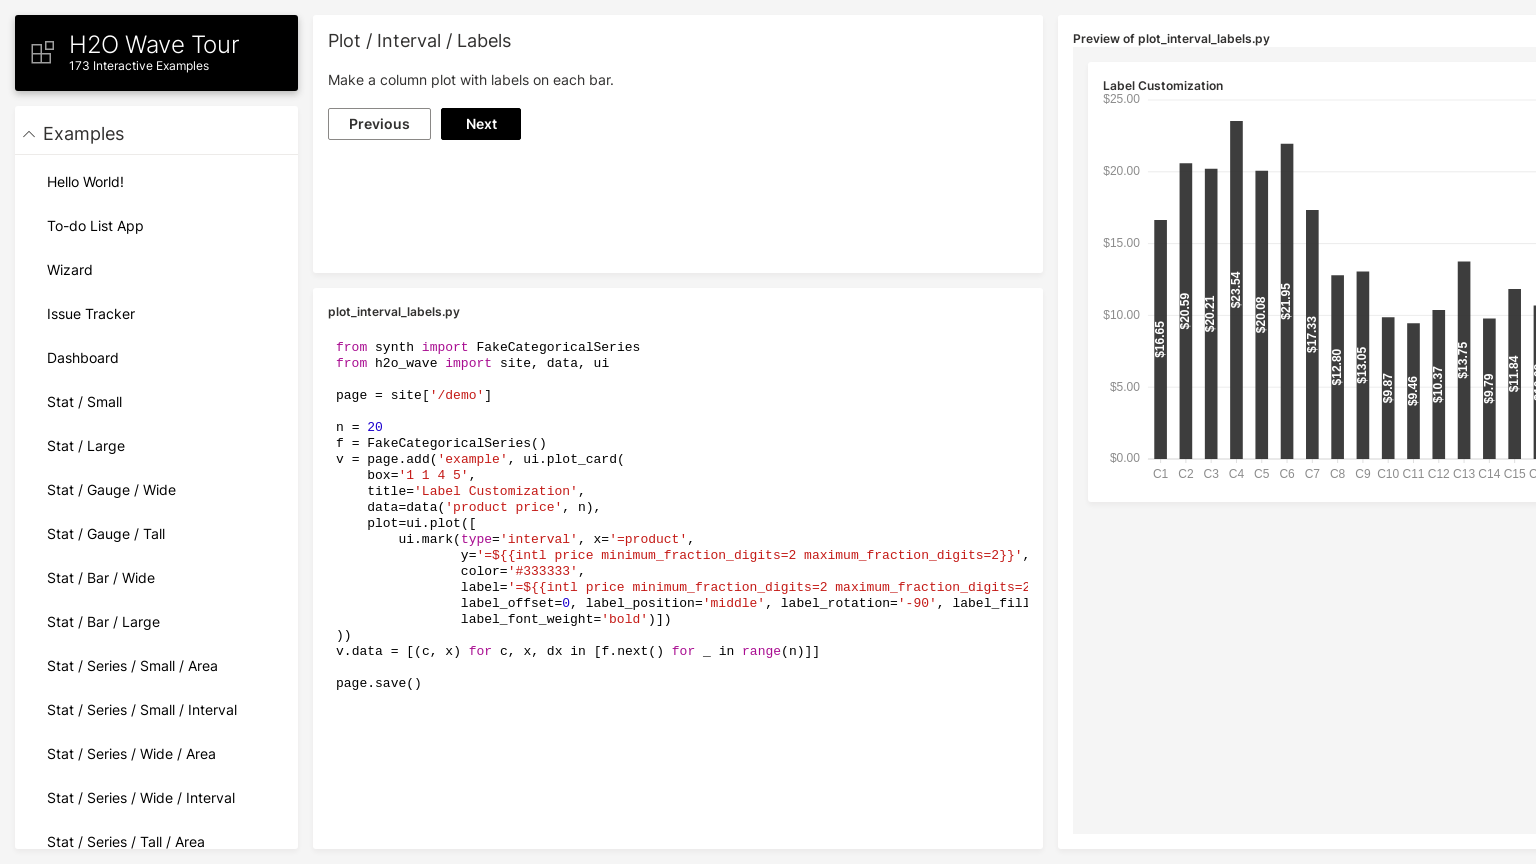 H2O Wave Tour
173 Interactive Examples
Examples
Hello World!
To-do List App
Wizard
Issue Tracker
Dashboard
Stat / Small
Stat / Large
Stat / Gauge / Wide
Stat / Gauge / Tall
Stat / Bar / Wide
Stat / Bar / Large
Stat / Series / Small / Area
Stat / Series / Small / Interval
Stat / Series / Wide / Area
Stat / Series / Wide / Interval
Stat / Series / Tall / Area
Plot / Interval / Labels
Make a column plot with labels on each bar.
Previous
Next
plot_interval_labels.py
from synth import FakeCategoricalSeries
from h2o_wave import site, data, ui
page = site['/demo']
n = 20
f = FakeCategoricalSeries()
v = page.add('example', ui.plot_card(
box='1 1 4 5',
title='Label Customization',
data=data('product price', n),
plot=ui.plot([
ui.mark(type='interval', x='=product',
y='=${{intl price minimum_fraction_digits=2 maximum_fraction_digits=2}}',
color='#333333',
label='=${{intl price minimum_fraction_digits=2 maximum_fraction_digits=2
label_offset=0, label_position='middle', label_rotation='-90', label_fill
label_font_weight='bold')])
))
v.data = [(c, x) for c, x, dx in [f.next() for _ in range(n)]]
page.save()
Preview of plot_interval_labels.py
Label Customization
$25.00
$20.00
$15.00
$10.00
$5.00
$0.00
$16.65
$20.59
$20.21
$23.54
$20.08
$21.95
$17.33
$12.80
$13.05
$9.87
$9.46
$10.37
$13.75
$9.79
$11.84
C1 C2 C3 C4 C5 C6 C7 C8 C9 C10 C11 C12 C13 C14 C15